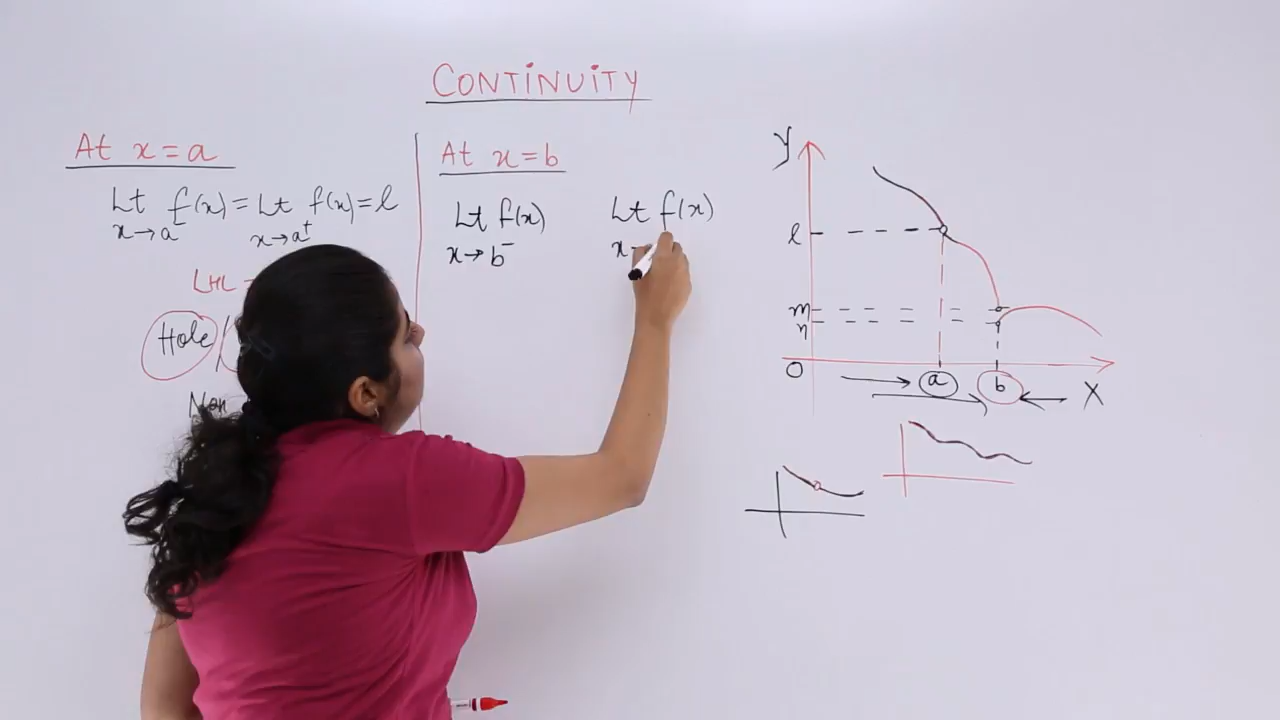 CONTINUITY
At x = a
Lt f(x) = Lt f(x) = l
x→a⁻ x→a⁺
LHL
Hole
Non
At x = b
Lt f(x) Lt f(x)
x→b⁻ x
y
l
m
n
O
a
b
X